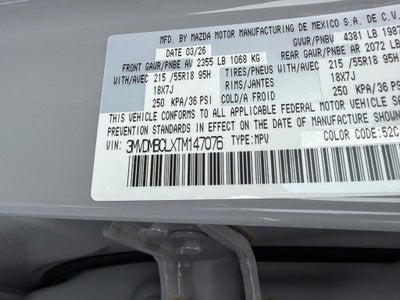 MFD. BY MAZDA MOTOR MANUFACTURING DE MEXICO S.A. DE C.V.
DATE 03/26 GVWR/PNBV 4381 LB 1987
FRONT GAWR/PNBE AV 2355 LB 1068 KG REAR GAWR/PNBE AR 2072 LB
WITH/AVEC 215 /55R18 95H TIRES/PNEUS WITH/AVEC 215 /55R18 95H
18X7J RIMS/JANTES 18X7J
250 KPA/36 PSI COLD/A FROID 250 KPA/36 PSI
THIS VEHICLE CONFORMS TO ALL APPLICABLE FEDERAL MOTOR VEHICLE
IN EFFECT ON THE DATE OF MANUFACTURE SHOWN
VIN: 3MVDMBCLXTM147076 TYPE:MPV COLOR CODE:52C